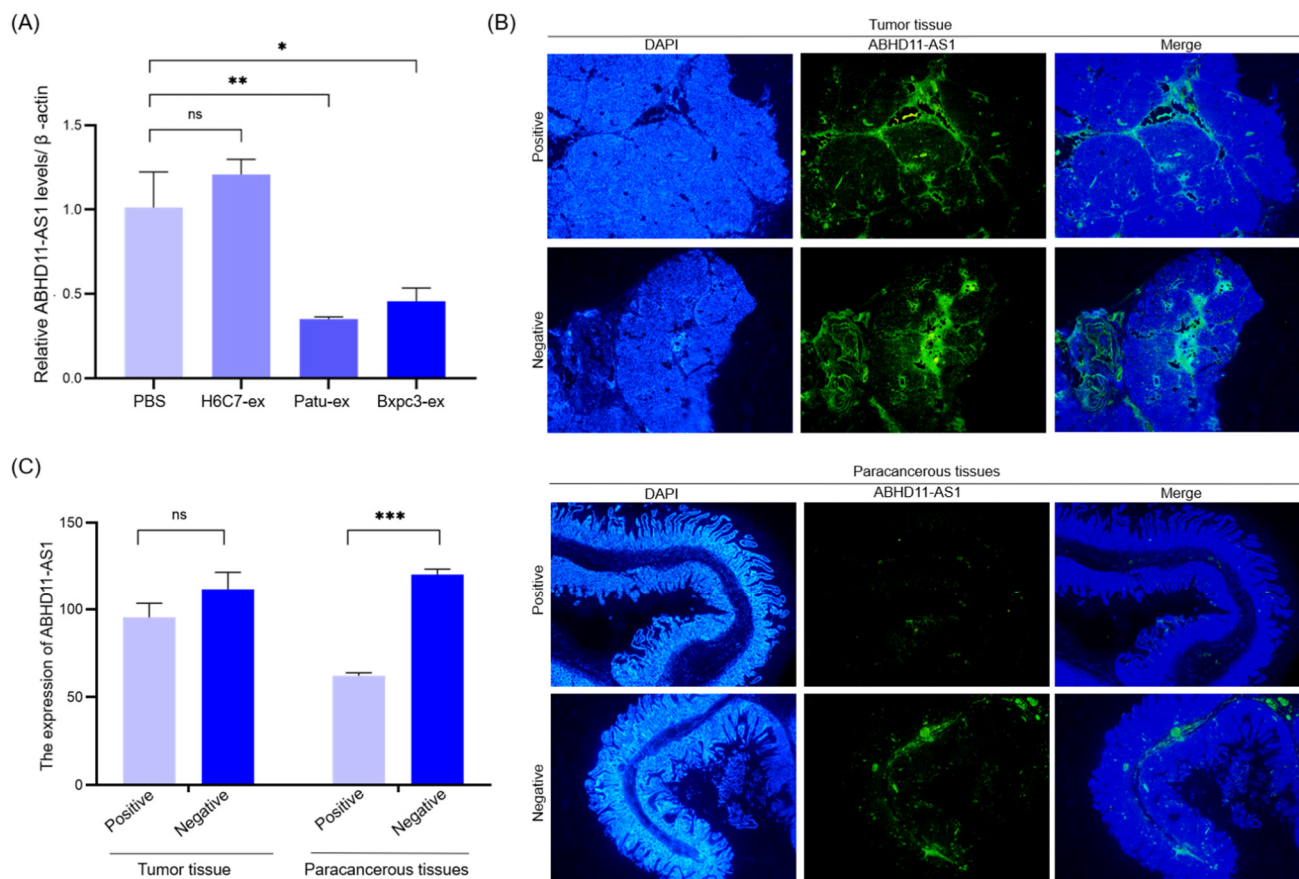 (A)
*
**
ns
Relative ABHD11-AS1 levels/ β -actin
1.5
1.0
0.5
0.0
PBS H6C7-ex Patu-ex Bxpc3-ex
(B)
Tumor tissue
DAPI ABHD11-AS1 Merge
Positive
Negative
(C)
The expression of ABHD11-AS1
150
100
50
0
ns
***
Positive Negative Positive Negative
Tumor tissue Paracancerous tissues
Paracancerous tissues
DAPI ABHD11-AS1 Merge
Positive
Negative